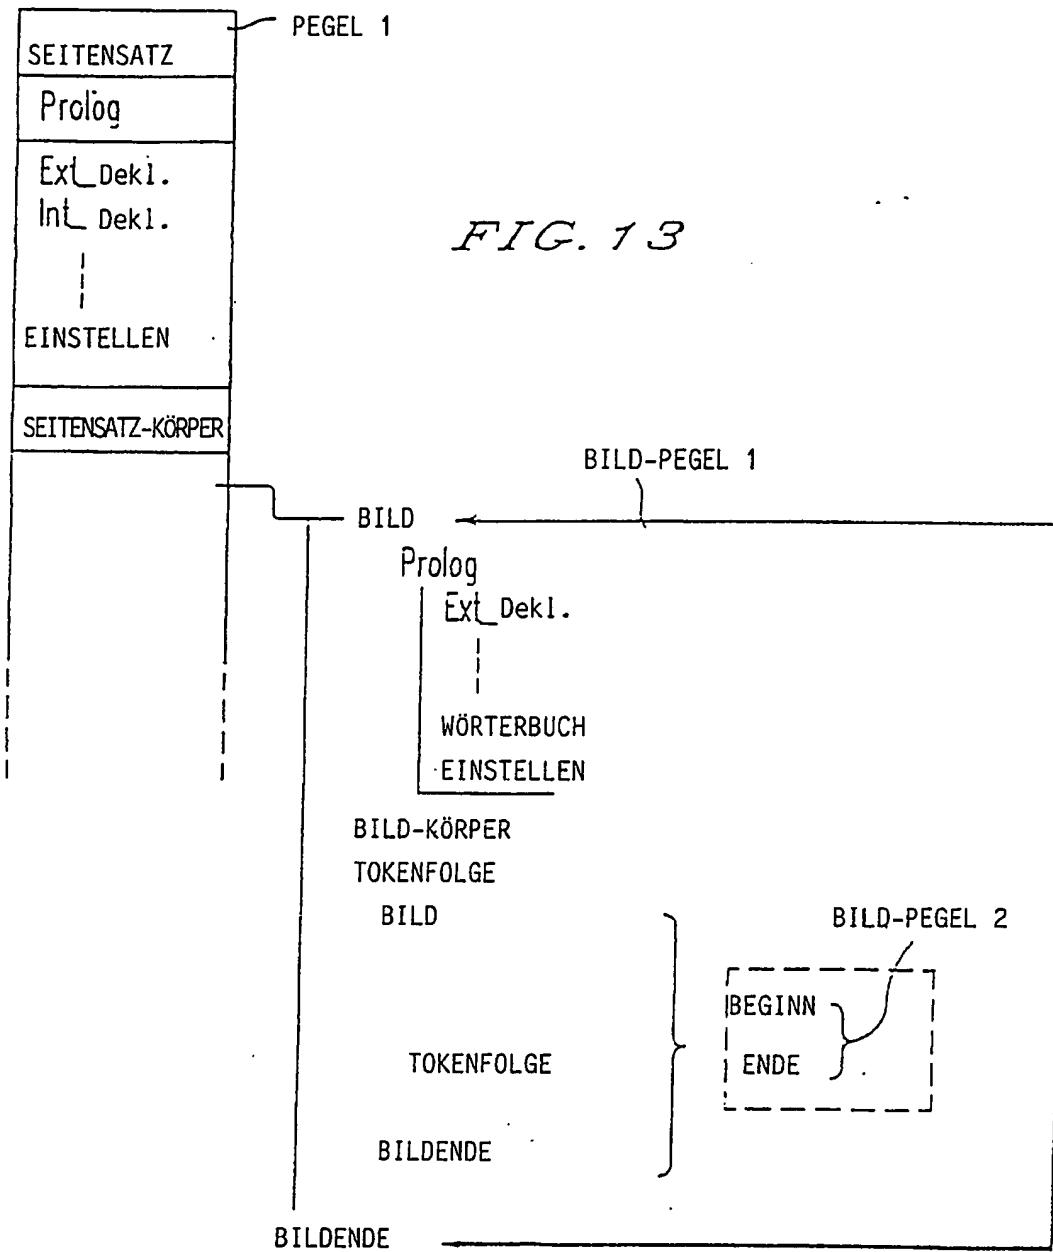 PEGEL 1
SEITENSATZ
Prolog
Ext_Dekl.
Int_Dekl.
FIG. 13
EINSTELLEN
SEITENSATZ-KÖRPER
BILD-PEGEL 1
BILD
Prolog
Ext_Dekl.
WÖRTERBUCH
EINSTELLEN
BILD-KÖRPER
TOKENFOLGE
BILD
BILD-PEGEL 2
BEGINN
TOKENFOLGE
ENDE
BILDENDE
BILDENDE